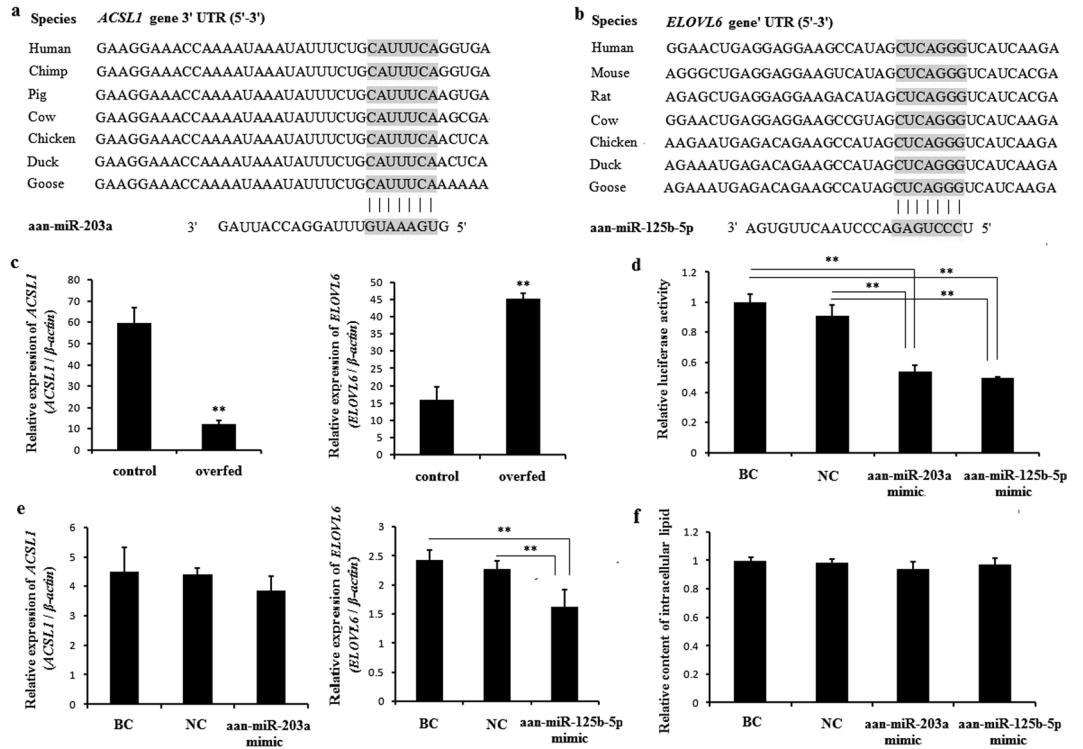 a
Species ACSL1 gene 3' UTR (5'-3')
Human GAAGGAAACCAAAAUAAAUAUUUCUGCAUUUCAGGUGA
Chimp GAAGGAAACCAAAAUAAAUAUUUCUGCAUUUCAGGUGA
Pig GAAGGAAACCAAAAUAAAUAUUUCUGCAUUUCAAGUGA
Cow GAAGGAAACCAAAAUAAAUAUUUCUGCAUUUCAAGCGA
Chicken GAAGGAAACCAAAAUAAAUAUUUCUGCAUUUCAACUCA
Duck GAAGGAAACCAAAAUAAAUAUUUCUGCAUUUCAACUCA
Goose GAAGGAAACCAAAAUAAAUAUUUCUGCAUUUCAAAAAA
aan-miR-203a 3' GAUUACCAGGAUUUGUAAAGUG 5'
b
Species ELOVL6 gene' UTR (5'-3')
Human GGAACUGAGGAGGAAGCCAUAGCUCAGGGUCAUCAAGA
Mouse AGGGCUGAGGAGGAAGUCAUAGCUCAGGGUCAUCACGA
Rat AGAGCUGAGGAGGAAGACAUAGCUCAGGGUCAUCACGA
Cow GGAACUGAGGAGGAAGCCGUAGCUCAGGGUCAUCAAGA
Chicken AAGAAUGAGACAGAAGCCAUAGCUCAGGGUCAUCAAGA
Duck AGAAAUGAGACAGAAGCCAUAGCUCAGGGUCAUCAAGA
Goose AGAAAUGAGACAGAAGCCAUAGCUCAGGGUCAUCAAGA
aan-miR-125b-5p 3' AGUGUUCAAUCCCAGAGUCCCU 5'
c
Relative expression of ACSL1
(ACSL1 / β-actin)
80
70
60
50
40
30
20
10
0
**
control overfed
Relative expression of ELOVL6
(ELOVL6 / β-actin)
50
45
40
35
30
25
20
15
10
5
0
**
control overfed
d
Relative luciferase activity
1.2
1
0.8
0.6
0.4
0.2
0
**
**
**
**
BC NC aan-miR-203a mimic. aan-miR-125b-5p mimic
e
Relative expression of ACSL1
(ACSL1 / β-actin)
6
5
4
3
2
1
0
BC NC aan-miR-203a mimic
Relative expression of ELOVL6
(ELOVL6 / β-actin)
3
2.5
2
1.5
1
0.5
0
**
**
BC NC aan-miR-125b-5p mimic
f
Relative content of intracellular lipid
1.2
1
0.8
0.6
0.4
0.2
0
BC NC aan-miR-203a mimic aan-miR-125b-5p mimic